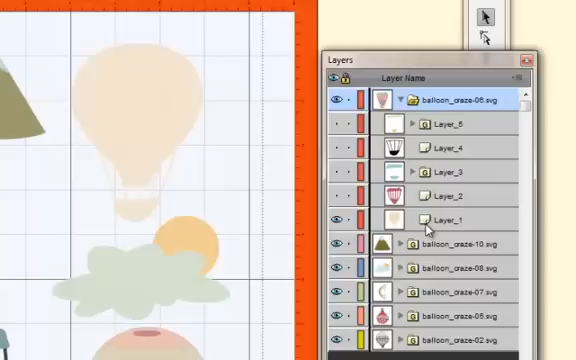 Layers
Layer Name
balloon_craze-06.svg
G Layer_5
Layer_4
G Layer_3
Layer_2
Layer_1
G balloon_craze-10.svg
G balloon_craze-08.svg
G balloon_craze-07.svg
G balloon_craze-05.svg
G balloon_craze-02.svg